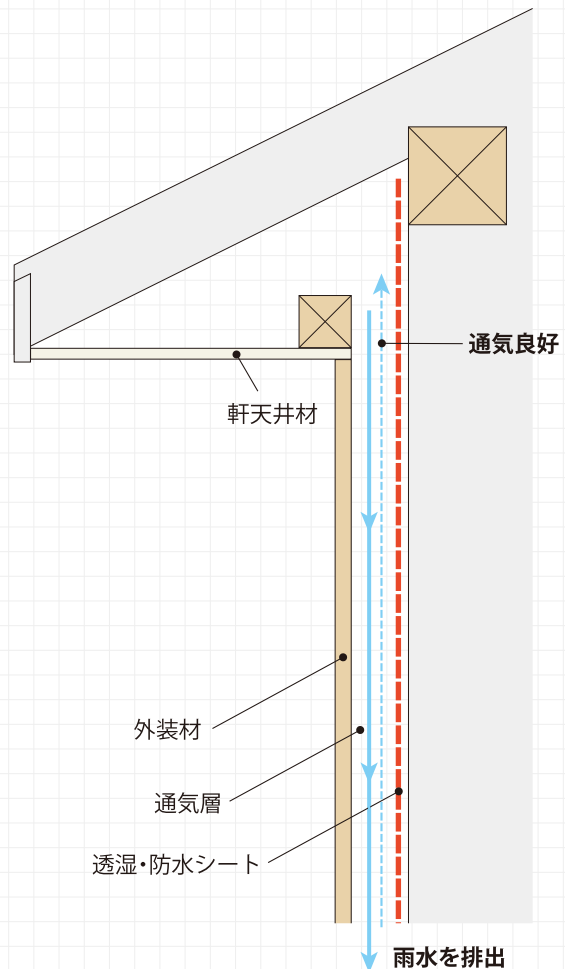 通気良好
軒天井材
外装材
通気層
透湿・防水シート
雨水を排出